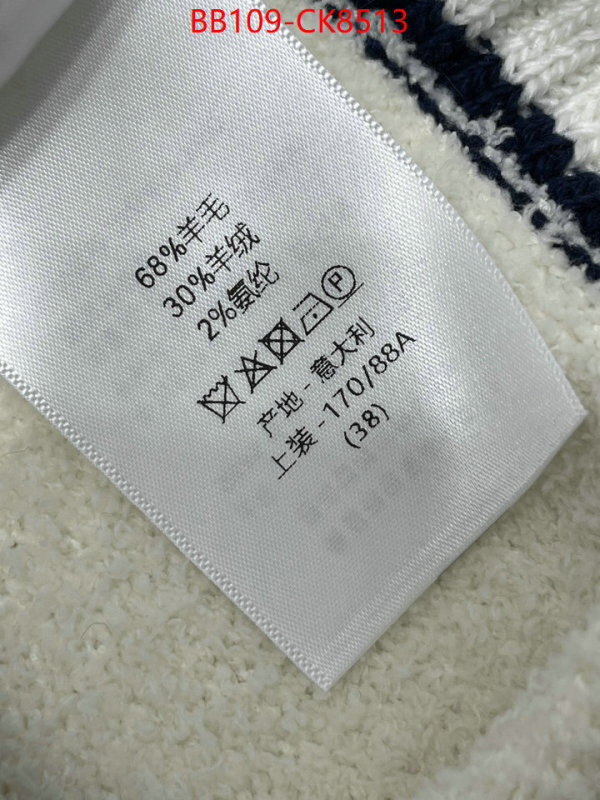 BB109-CK8513
68%羊毛
30%羊绒
2%氨纶
P
产地 - 意大利
上装 - 170/88A
(38)